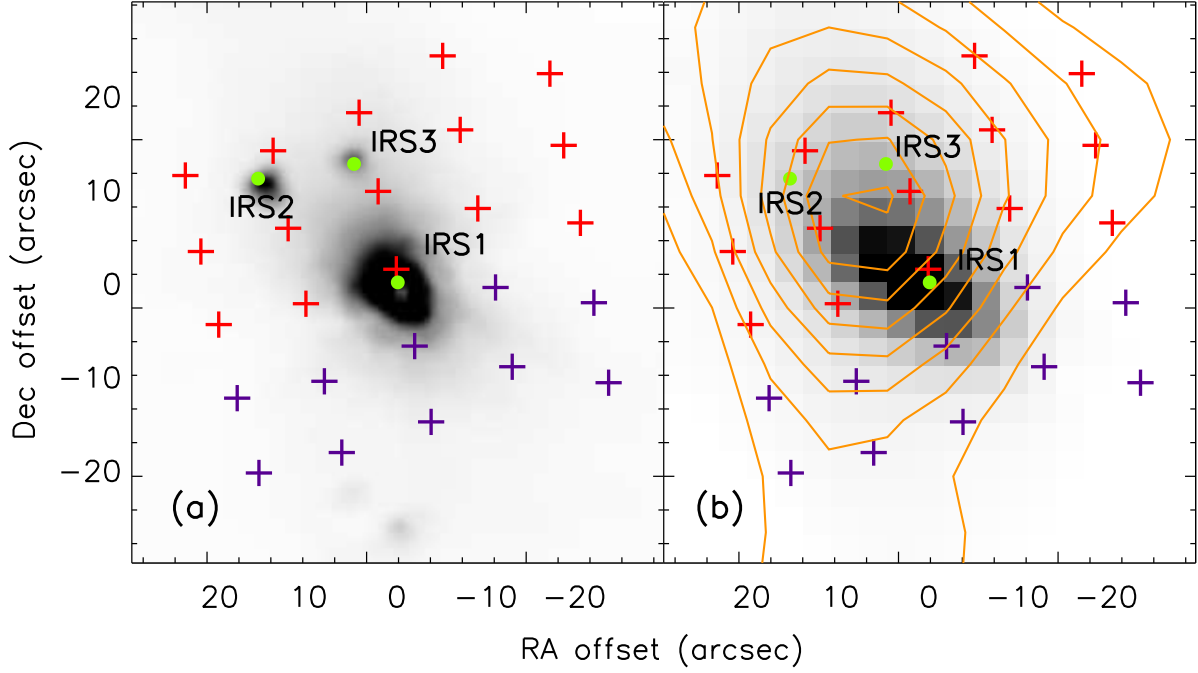 20
10
0
−10
−20
Dec offset (arcsec)
IRS3
IRS2
IRS1
(a)
20 10 0 −10 −20
IRS3
IRS2
IRS1
(b)
20 10 0 −10 −20
RA offset (arcsec)